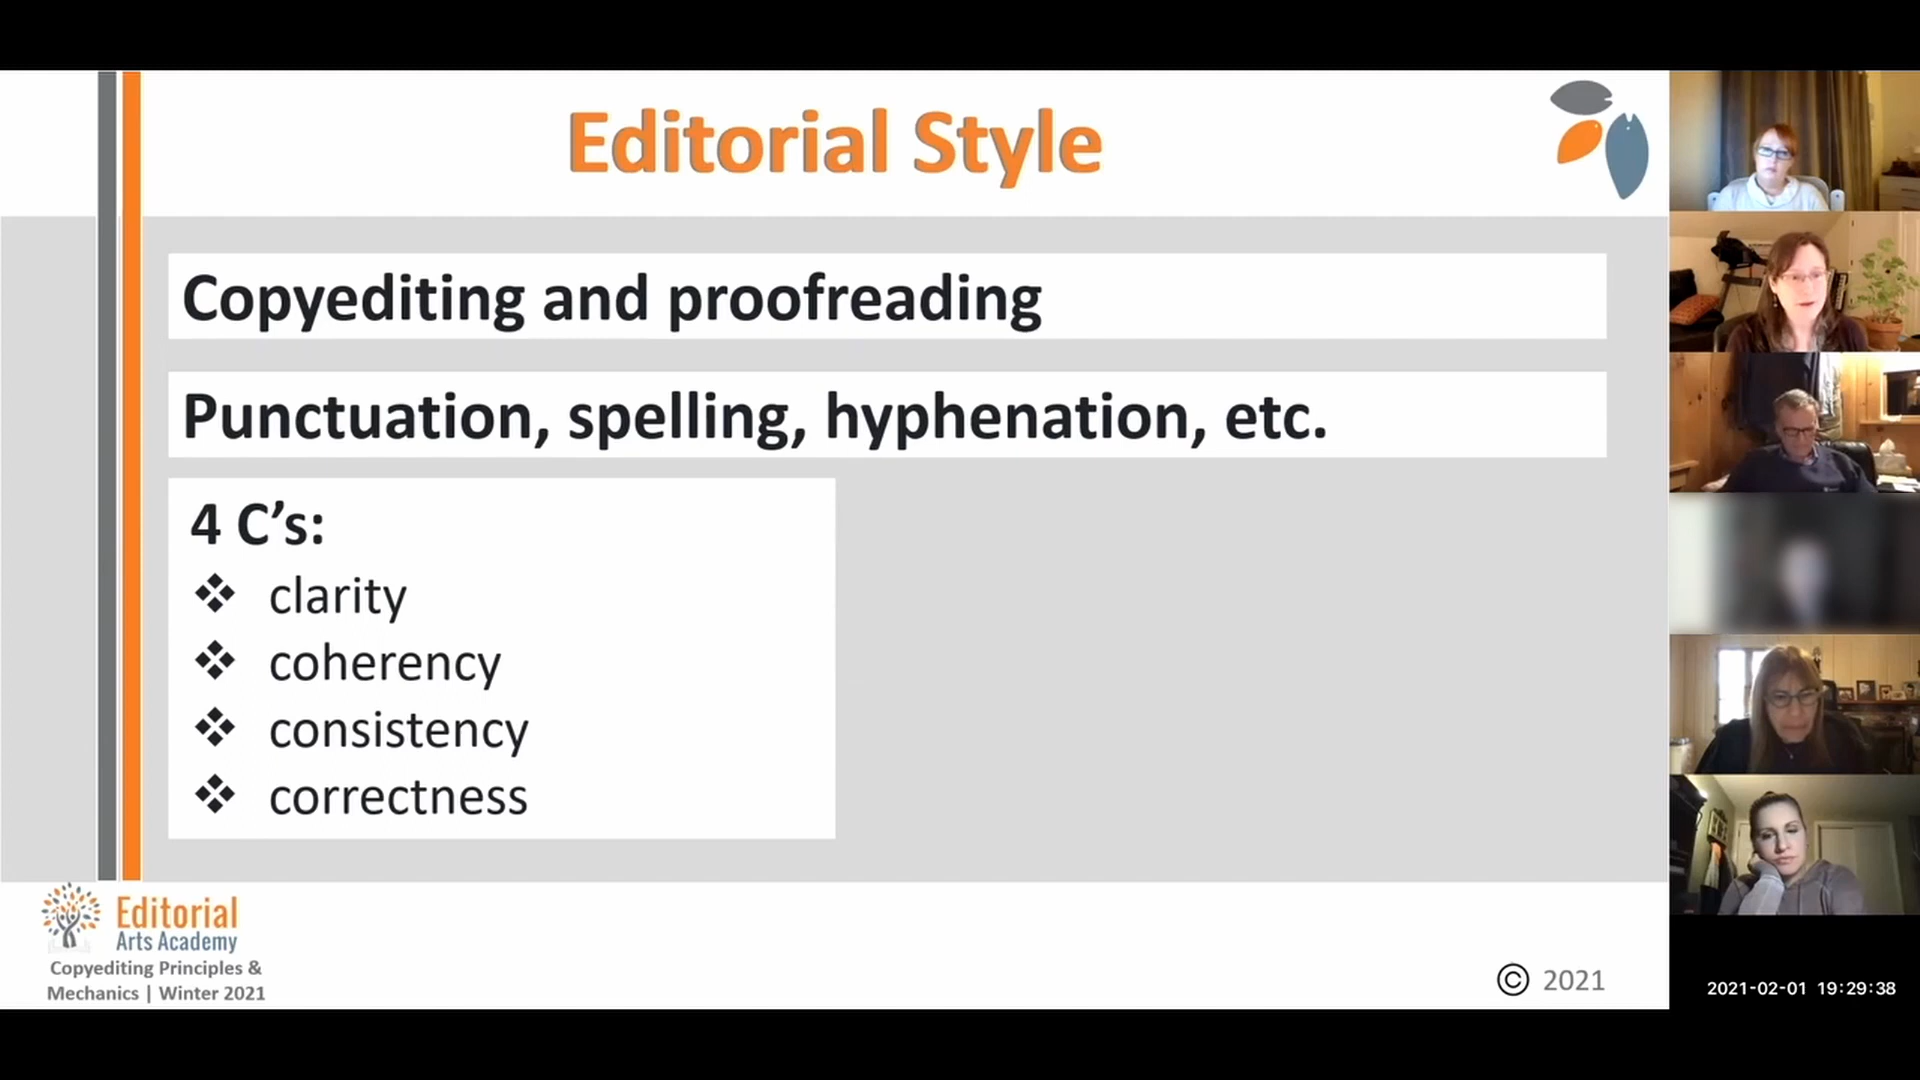 Editorial Style
Copyediting and proofreading
Punctuation, spelling, hyphenation, etc.
4 C’s:
❖ clarity
❖ coherency
❖ consistency
❖ correctness
Editorial
Arts Academy
Copyediting Principles &
Mechanics | Winter 2021
© 2021
2021-02-01 19:29:38